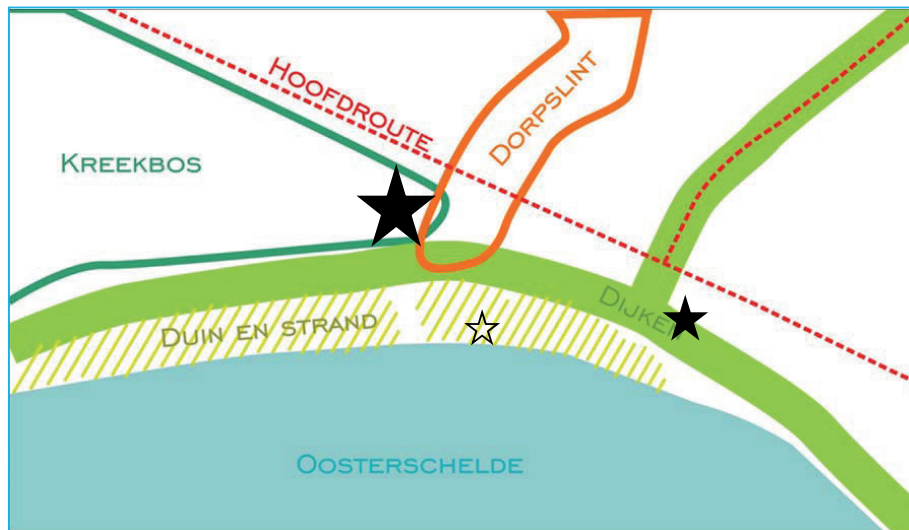 HOOFDROUTE
DORPSLINT
KREEKBOS
DIJKEN
DUIN EN STRAND
OOSTERSCHELDE